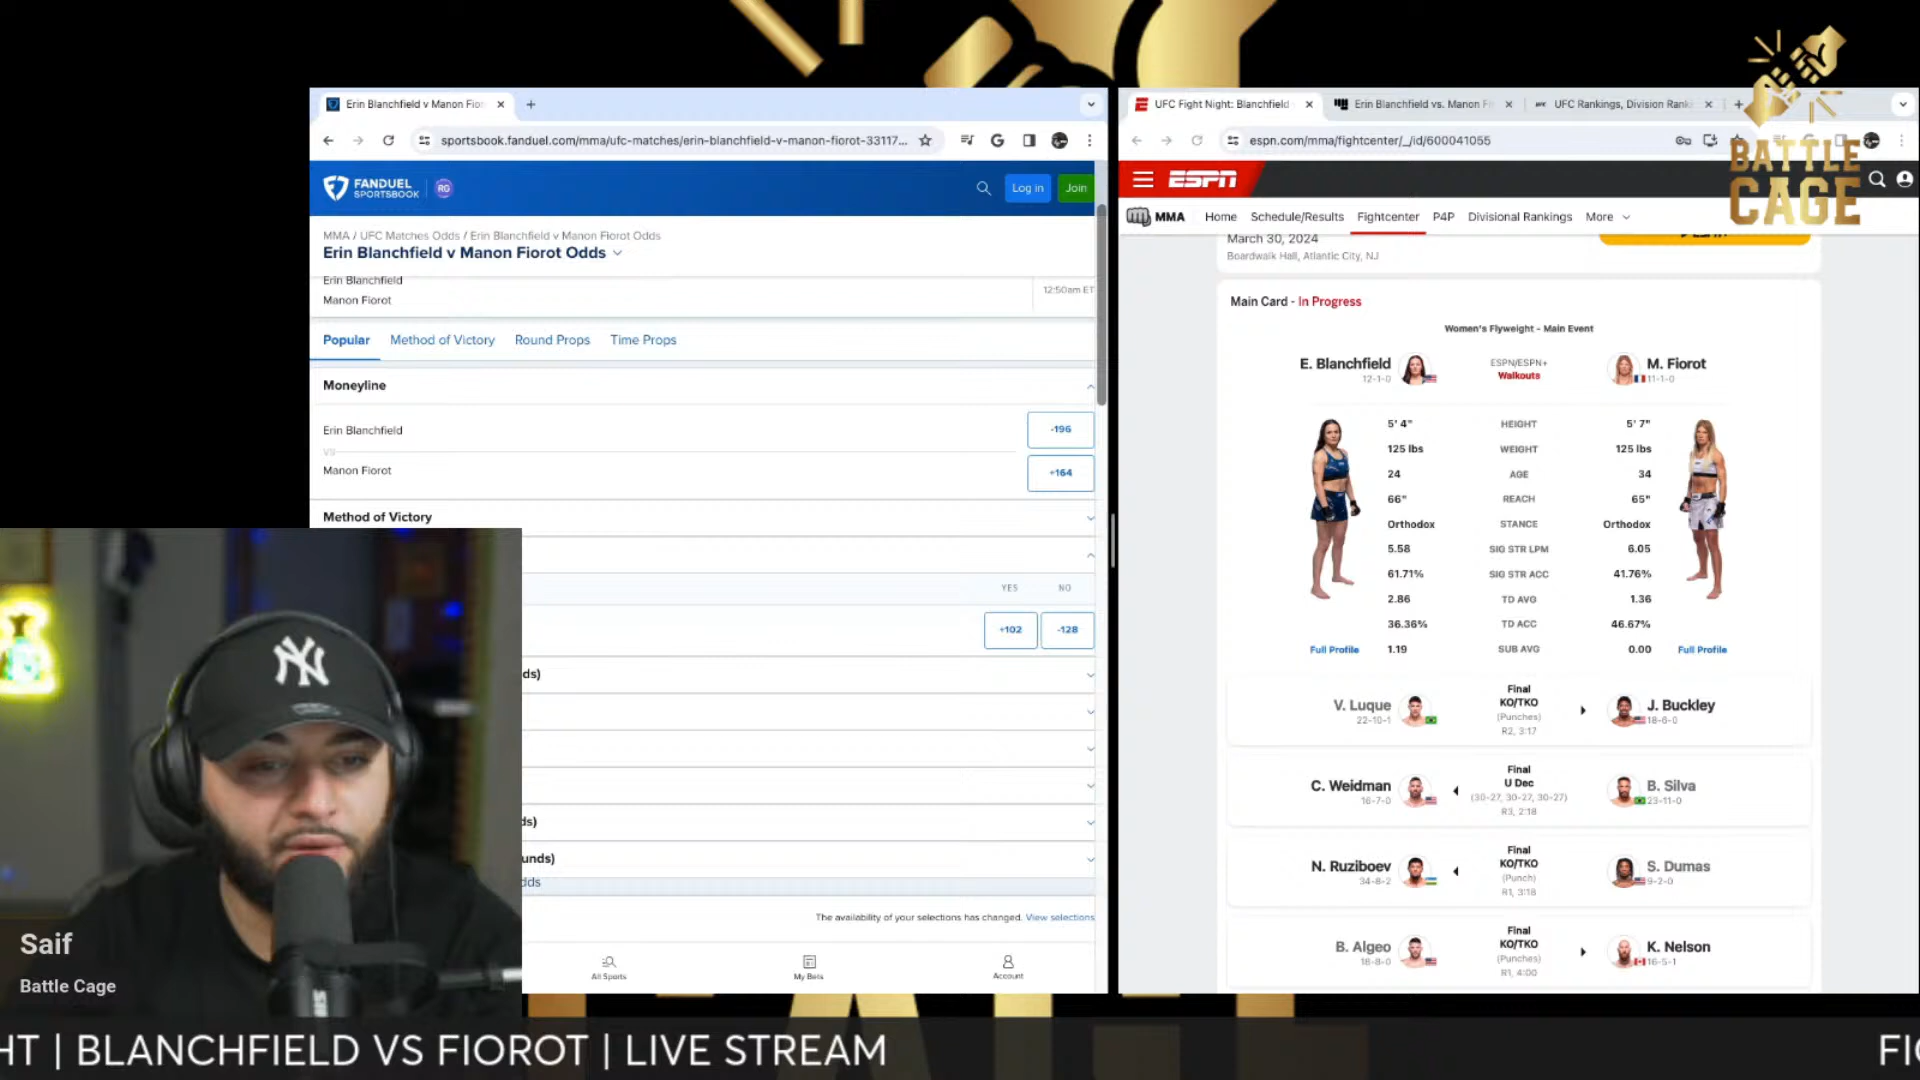 Erin Blanchfield v Manon Fior
sportsbook.fanduel.com/mma/ufc-matches/erin-blanchfield-v-manon-fiorot-33117...
FANDUEL
SPORTSBOOK
RG
Log in
Join
MMA / UFC Matches Odds / Erin Blanchfield v Manon Fiorot Odds
Erin Blanchfield v Manon Fiorot Odds
Erin Blanchfield
Manon Fiorot
12:50am ET
Popular
Method of Victory
Round Props
Time Props
Moneyline
Erin Blanchfield
-196
VS
Manon Fiorot
+164
Method of Victory
YES
NO
+102
-128
ds)
ds)
unds)
dds
The availability of your selections has changed. View selections
All Sports
My Bets
Account
UFC Fight Night: Blanchfield
Erin Blanchfield vs. Manon Fi
UFC Rankings, Division Rank
espn.com/mma/fightcenter/_/id/600041055
ESPN
MMA
Home
Schedule/Results
Fightcenter
P4P
Divisional Rankings
More
BATTLE
CAGE
March 30, 2024
Boardwalk Hall, Atlantic City, NJ
Main Card - In Progress
Women's Flyweight - Main Event
E. Blanchfield
12-1-0
ESPN/ESPN+
Walkouts
M. Fiorot
11-1-0
5' 4" HEIGHT 5' 7"
125 lbs WEIGHT 125 lbs
24 AGE 34
66" REACH 65"
Orthodox STANCE Orthodox
5.58 SIG STR LPM 6.05
61.71% SIG STR ACC 41.76%
2.86 TD AVG 1.36
36.36% TD ACC 46.67%
Full Profile 1.19 SUB AVG 0.00 Full Profile
V. Luque
22-10-1
Final
KO/TKO
(Punches)
R2, 3:17
J. Buckley
18-6-0
C. Weidman
16-7-0
Final
U Dec
(30-27, 30-27, 30-27)
R3, 2:18
B. Silva
23-11-0
N. Ruziboev
34-8-2
Final
KO/TKO
(Punch)
R1, 3:18
S. Dumas
9-2-0
B. Algeo
18-8-0
Final
KO/TKO
(Punches)
R1, 4:00
K. Nelson
16-5-1
NY
Saif
Battle Cage
HT | BLANCHFIELD VS FIOROT | LIVE STREAM
FIG